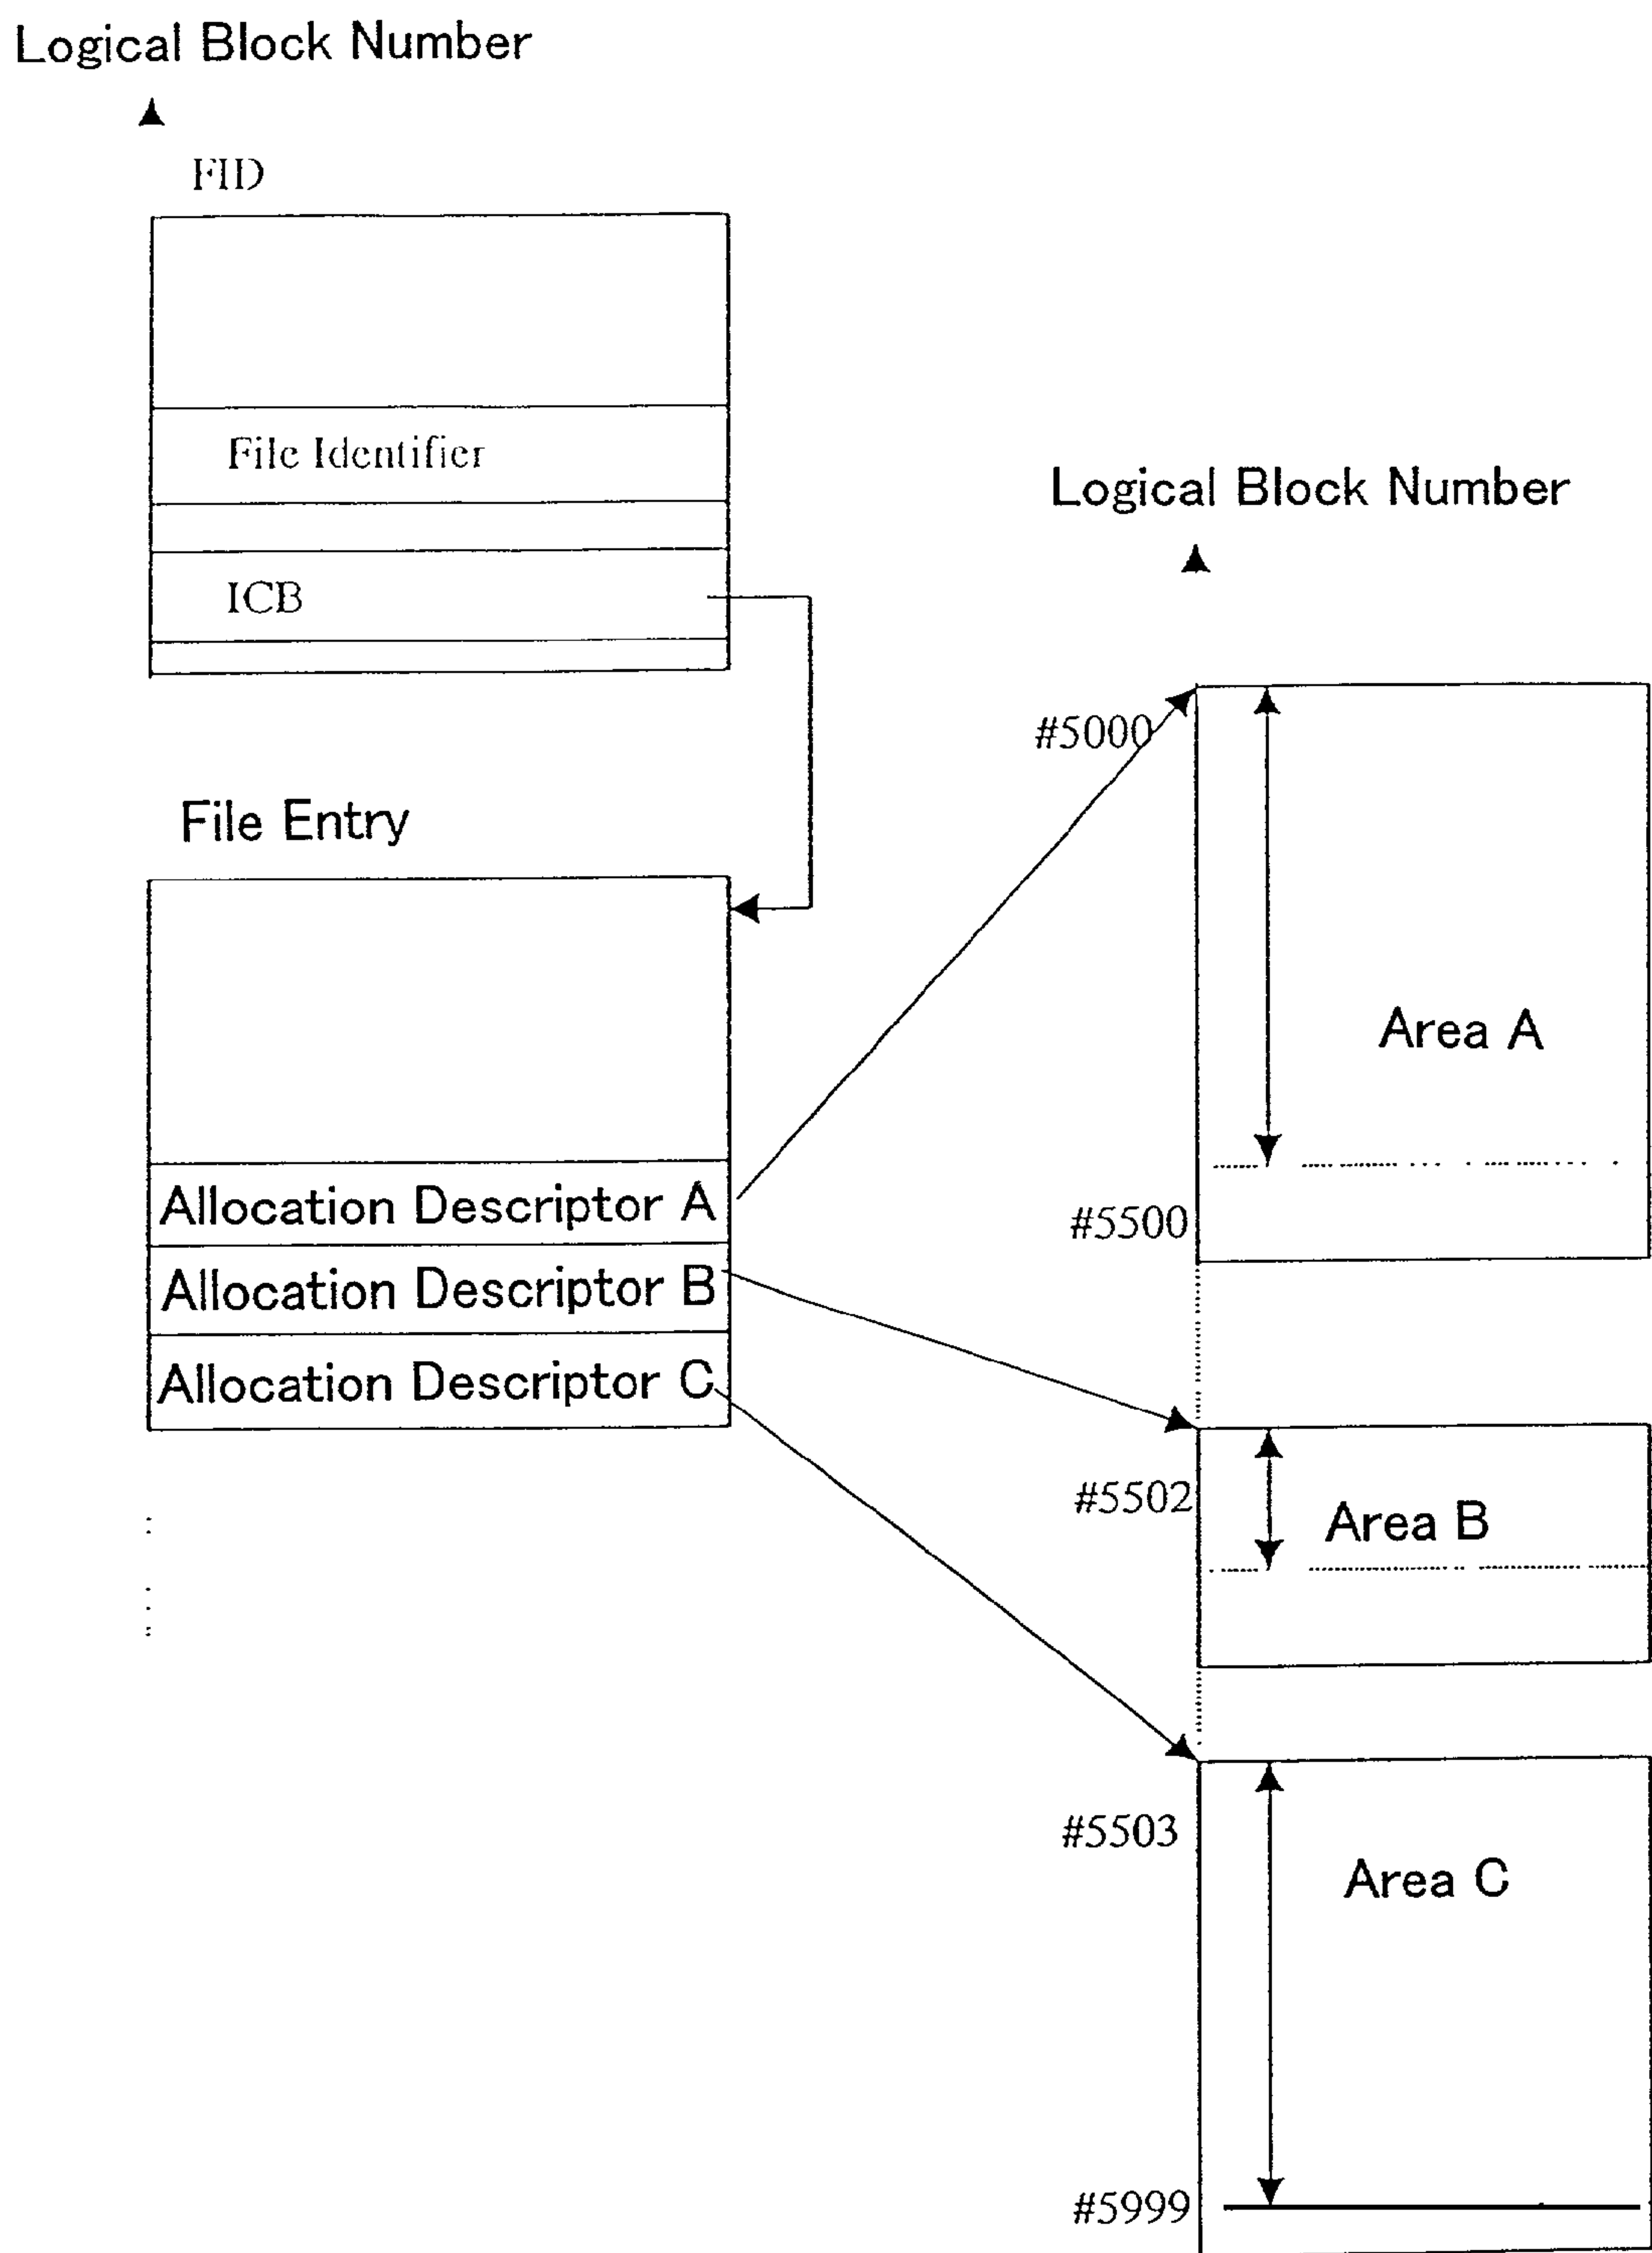 Logical Block Number
FID
File Identifier
ICB
File Entry
Allocation Descriptor A
Allocation Descriptor B
Allocation Descriptor C
Logical Block Number
#5000
Area A
#5500
#5502
Area B
#5503
Area C
#5999